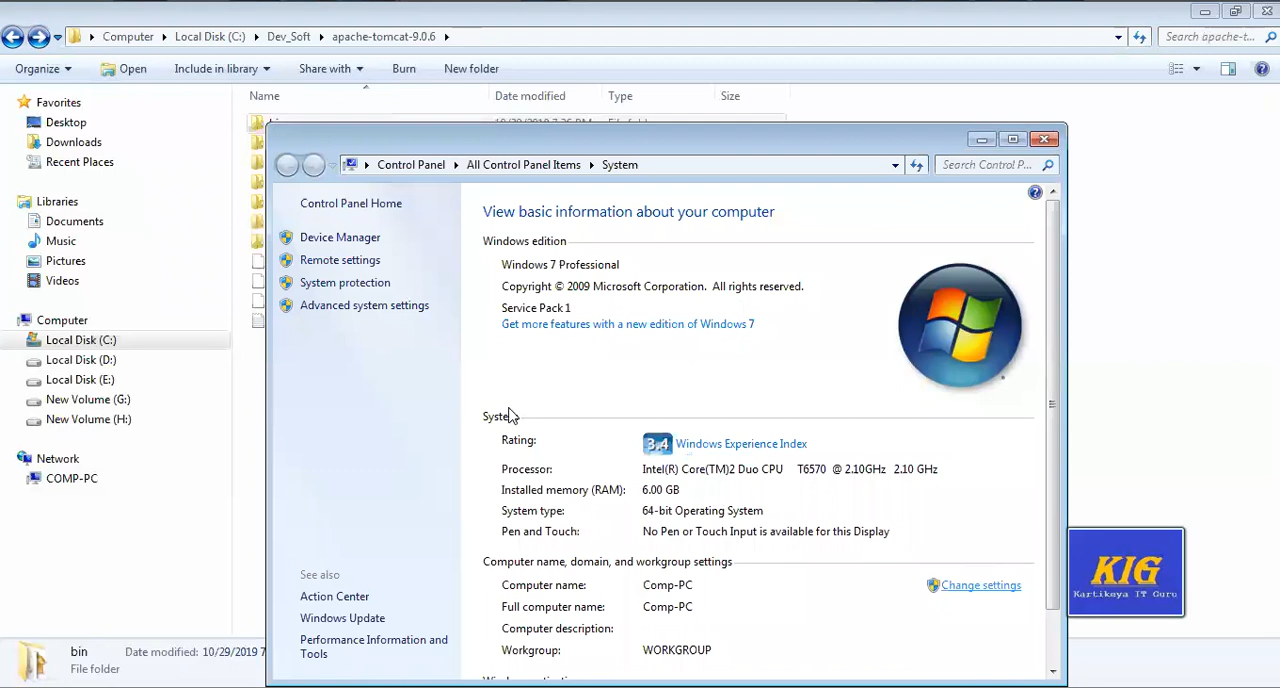 Computer
Local Disk (C:)
Dev_Soft
apache-tomcat-9.0.6
Search apache-t...
Organize
Open
Include in library
Share with
Burn
New folder
Name
Date modified
Type
Size
Favorites
Desktop
Downloads
Recent Places
Libraries
Documents
Music
Pictures
Videos
Computer
Local Disk (C:)
Local Disk (D:)
Local Disk (E:)
New Volume (G:)
New Volume (H:)
Network
COMP-PC
Control Panel
All Control Panel Items
System
Search Control P...
Control Panel Home
Device Manager
Remote settings
System protection
Advanced system settings
See also
Action Center
Windows Update
Performance Information and
Tools
View basic information about your computer
Windows edition
Windows 7 Professional
Copyright © 2009 Microsoft Corporation. All rights reserved.
Service Pack 1
Get more features with a new edition of Windows 7
System
Rating:
3.4 Windows Experience Index
Processor: Intel(R) Core(TM)2 Duo CPU T6570 @ 2.10GHz 2.10 GHz
Installed memory (RAM): 6.00 GB
System type: 64-bit Operating System
Pen and Touch: No Pen or Touch Input is available for this Display
Computer name, domain, and workgroup settings
Computer name: Comp-PC
Change settings
Full computer name: Comp-PC
Computer description:
Workgroup: WORKGROUP
KIG
Kartikeya IT Guru
bin
Date modified: 10/29/2019 7
File folder